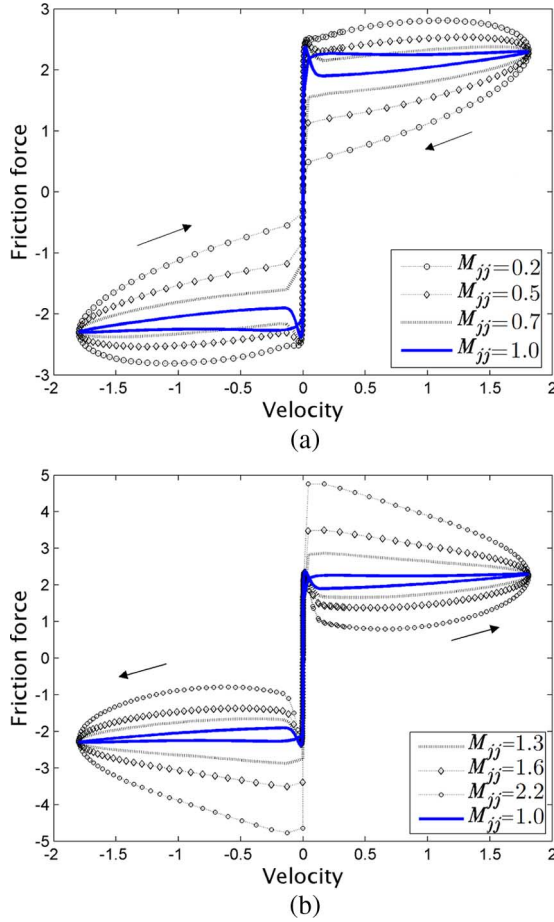 3
2
1
0
-1
-2
-3
-2 -1.5 -1 -0.5 0 0.5 1 1.5 2
Friction force
Velocity
M_jj=0.2
M_jj=0.5
M_jj=0.7
M_jj=1.0
(a)
5
4
3
2
1
0
-1
-2
-3
-4
-5
-2 -1.5 -1 -0.5 0 0.5 1 1.5 2
Friction force
Velocity
M_jj=1.3
M_jj=1.6
M_jj=2.2
M_jj=1.0
(b)